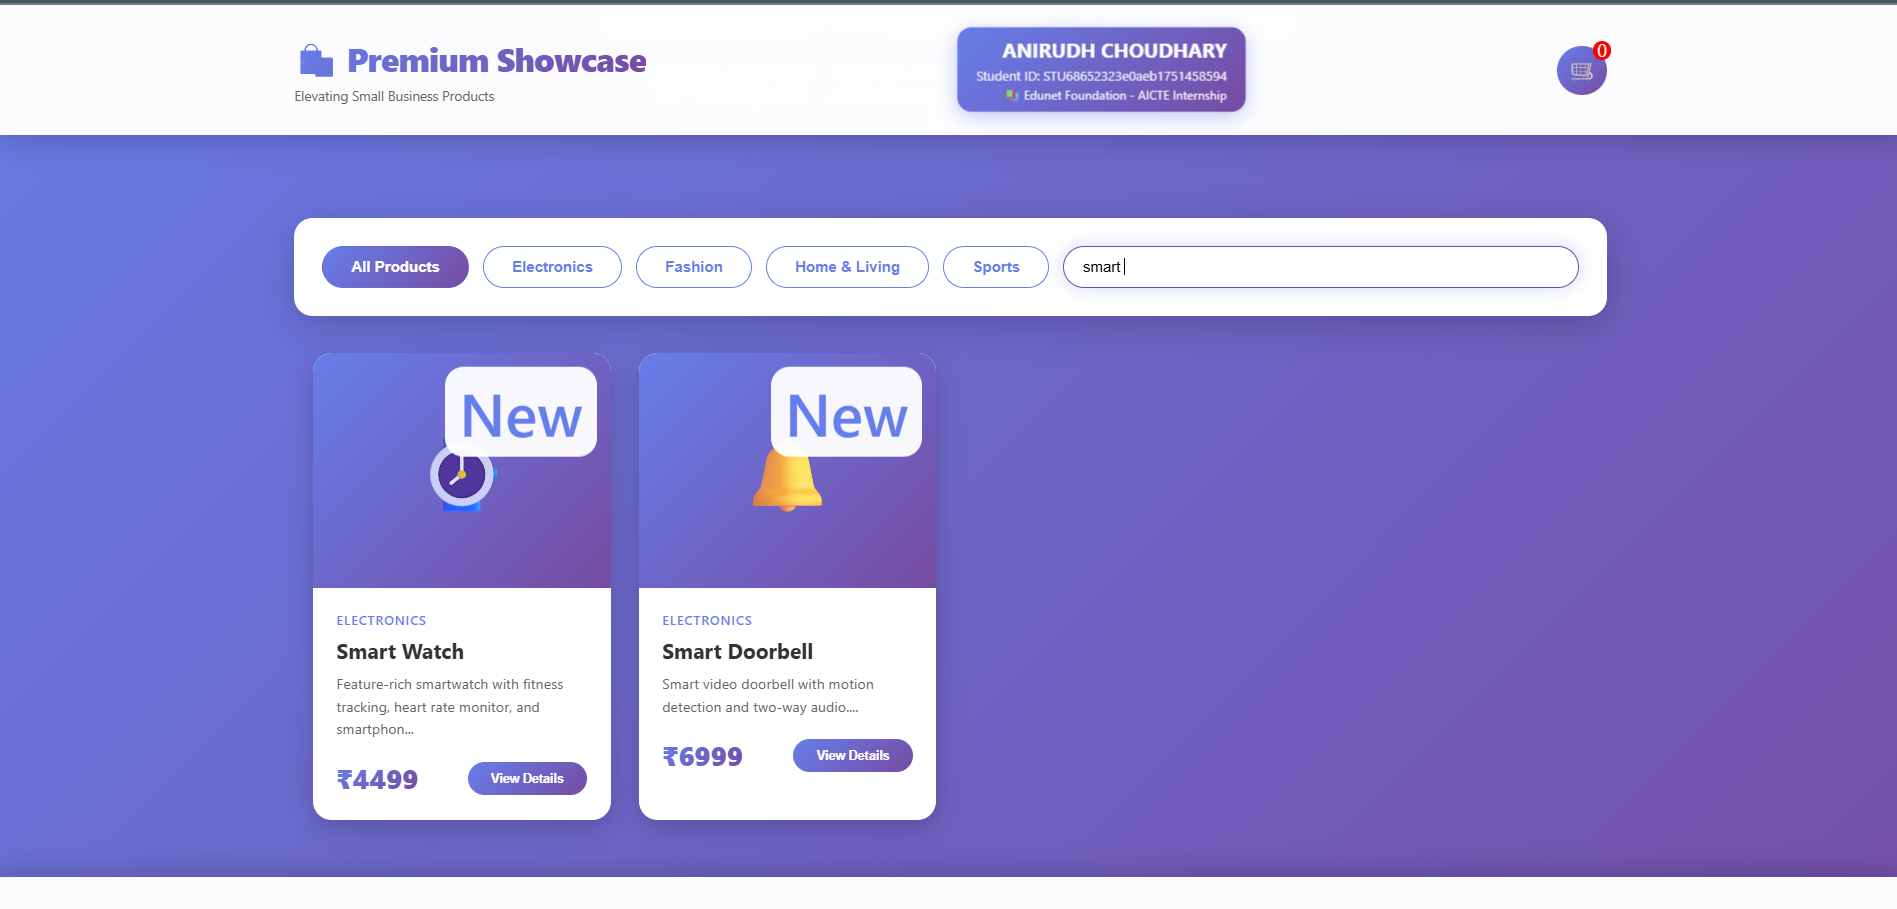 Premium Showcase
Elevating Small Business Products
ANIRUDH CHOUDHARY
Student ID: STU68652323e0aeb1751458594
Edunet Foundation - AICTE Internship
0
All Products
Electronics
Fashion
Home & Living
Sports
smart
New
ELECTRONICS
Smart Watch
Feature-rich smartwatch with fitness
tracking, heart rate monitor, and
smartphon...
₹4499
View Details
New
ELECTRONICS
Smart Doorbell
Smart video doorbell with motion
detection and two-way audio....
₹6999
View Details